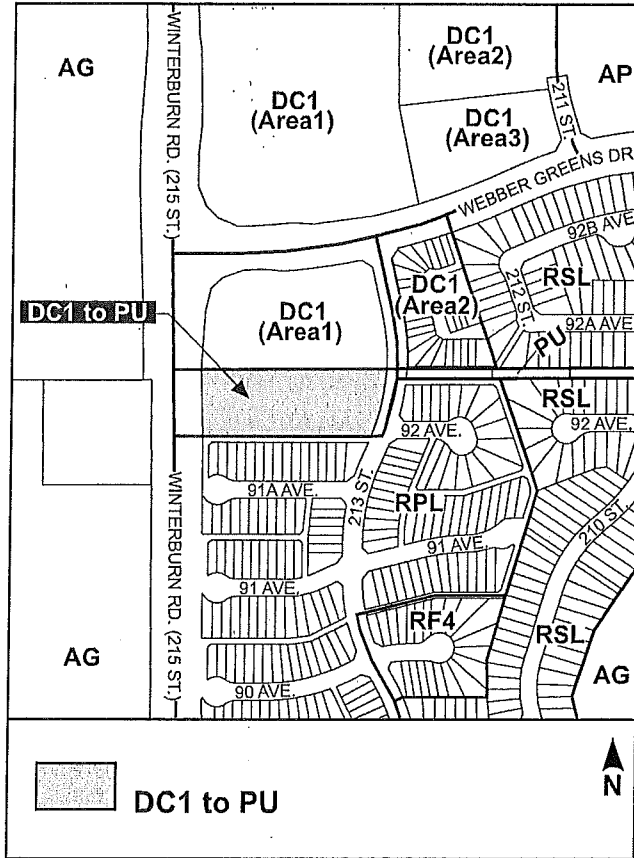 AG
WINTERBURN RD. (215 ST.)
DC1
(Area1)
DC1
(Area2)
DC1
(Area3)
AP
211 ST.
WEBBER GREENS DR
92B AVE
212 ST.
RSL
92A AVE
PU
DC1
(Area1)
DC1
(Area2)
DC1 to PU
RSL
92 AVE.
92 AVE.
91A AVE.
213 ST.
RPL
91 AVE.
210 ST.
91 AVE.
RF4
RSL
AG
WINTERBURN RD. (215 ST.)
90 AVE.
AG
DC1 to PU
N